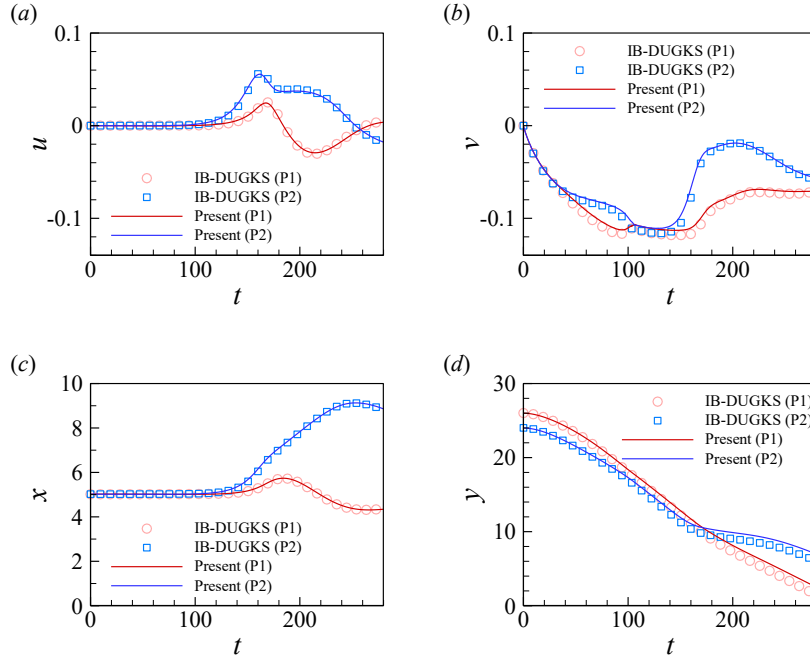 (a)
0.1
0
-0.1
u
IB-DUGKS (P1)
IB-DUGKS (P2)
Present (P1)
Present (P2)
0
200
t
(b)
0.1
0
-0.1
v
IB-DUGKS (P1)
IB-DUGKS (P2)
Present (P1)
Present (P2)
0
100
200
t
(c)
10
8
6
4
2
0
x
IB-DUGKS (P1)
IB-DUGKS (P2)
Present (P1)
Present (P2)
0
200
t
(d)
30
20
10
0
y
IB-DUGKS (P1)
IB-DUGKS (P2)
Present (P1)
Present (P2)
0
100
200
t